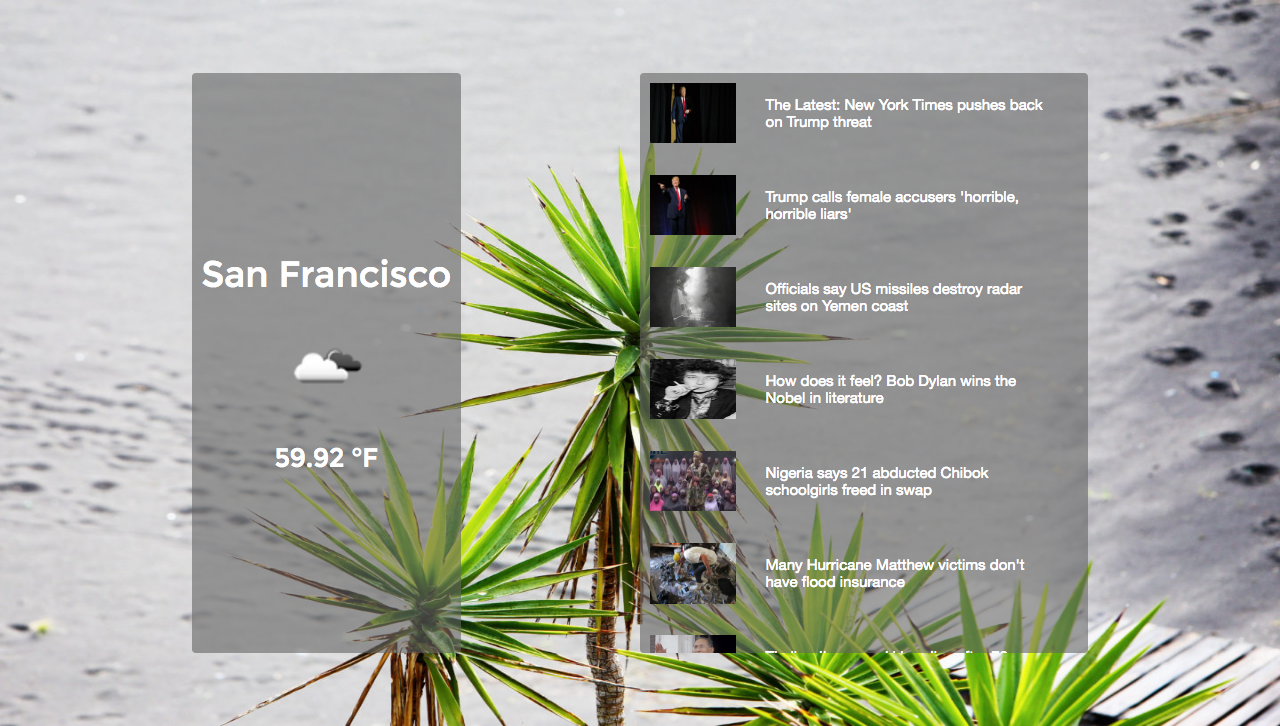 San Francisco
59.92 °F
The Latest: New York Times pushes back
on Trump threat
Trump calls female accusers 'horrible,
horrible liars'
Officials say US missiles destroy radar
sites on Yemen coast
How does it feel? Bob Dylan wins the
Nobel in literature
Nigeria says 21 abducted Chibok
schoolgirls freed in swap
Many Hurricane Matthew victims don't
have flood insurance